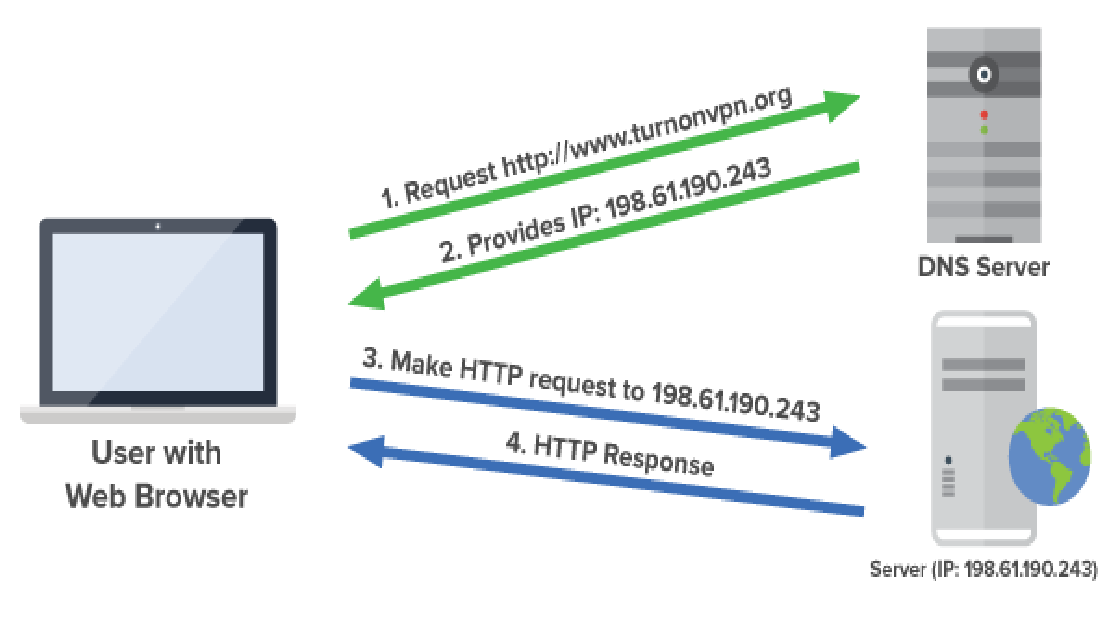 1. Request http://www.turnonvpn.org
2. Provides IP: 198.61.190.243
DNS Server
3. Make HTTP request to 198.61.190.243
4. HTTP Response
User with
Web Browser
Server (IP: 198.61.190.243)